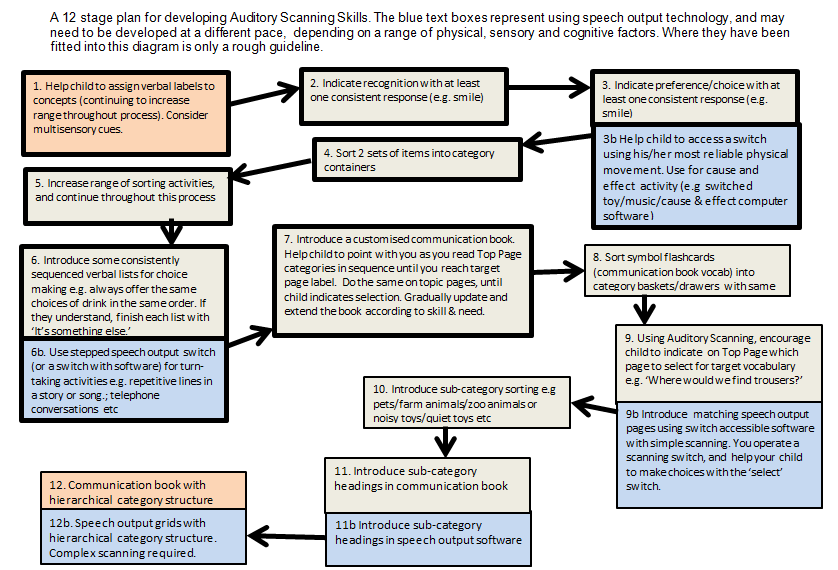 A 12 stage plan for developing Auditory Scanning Skills. The blue text boxes represent using speech output technology, and may
need to be developed at a different pace, depending on a range of physical, sensory and cognitive factors. Where they have been
fitted into this diagram is only a rough guideline.
1. Help child to assign verbal labels to
concepts (continuing to increase
range throughout process). Consider
multisensory cues.
2. Indicate recognition with at least
one consistent response (e.g. smile)
3. Indicate preference/choice with at
least one consistent response (e.g.
smile)
3b Help child to access a switch
using his/her most reliable physical
movement. Use for cause and
effect activity (e.g switched
toy/music/cause & effect computer
software)
4. Sort 2 sets of items into category
containers
5. Increase range of sorting activities,
and continue throughout this process
6. Introduce some consistently
sequenced verbal lists for choice
making e.g. always offer the same
choices of drink in the same order. If
they understand, finish each list with
'It's something else.'
6b. Use stepped speech output switch
(or a switch with software) for turn-
taking activities e.g. repetitive lines in
a story or song.; telephone
conversations etc
7. Introduce a customised communication book.
Help child to point with you as you read Top Page
categories in sequence until you reach target
page label. Do the same on topic pages, until
child indicates selection. Gradually update and
extend the book according to skill & need.
8. Sort symbol flashcards
(communication book vocab) into
category baskets/drawers with same
9. Using Auditory Scanning, encourage
child to indicate on Top Page which
page to select for target vocabulary
e.g. 'Where would we find trousers?'
9b Introduce matching speech output
pages using switch accessible software
with simple scanning. You operate a
scanning switch, and help your child
to make choices with the 'select'
switch.
10. Introduce sub-category sorting e.g
pets/farm animals/zoo animals or
noisy toys/quiet toys etc
11. Introduce sub-category
headings in communication book
11b Introduce sub-category
headings in speech output software
12. Communication book with
hierarchical category structure
12b. Speech output grids with
hierarchical category structure.
Complex scanning required.